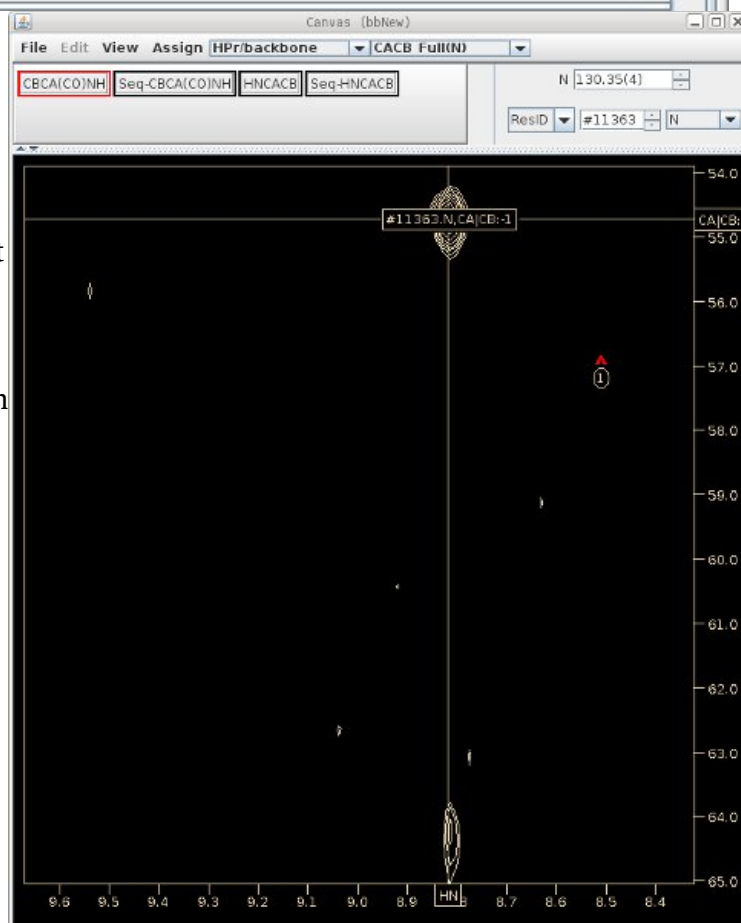 Canvas (bbNew)
File Edit View Assign HPr/backbone CACB Full(N)
CBCA(CO)NH Seq-CBCA(CO)NH HNCACB Seq-HNCACB
N 130.35(4)
ResID #11363 N
54.0
#11363.N,CA|CB:-1
CA|CB:
55.0
56.0
57.0
1
58.0
59.0
60.0
61.0
62.0
63.0
64.0
65.0
9.6 9.5 9.4 9.3 9.2 9.1 9.0 8.9 HN 8.7 8.6 8.5 8.4